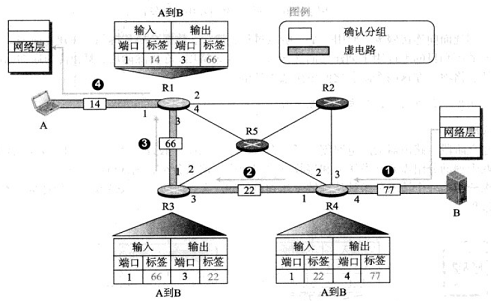 A到B
图例
网络层
输入 输出
端口 标签 端口 标签
1 14 3 66
确认分组
虚电路
4
R1
R2
14
2
4
A
1
3
R5
网络层
3
66
1
2
2
2
3
1
22
77
3
1
4
R3
R4
B
输入 输出
端口 标签 端口 标签
1 66 3 22
A到B
输入 输出
端口 标签 端口 标签
1 22 4 77
A到B